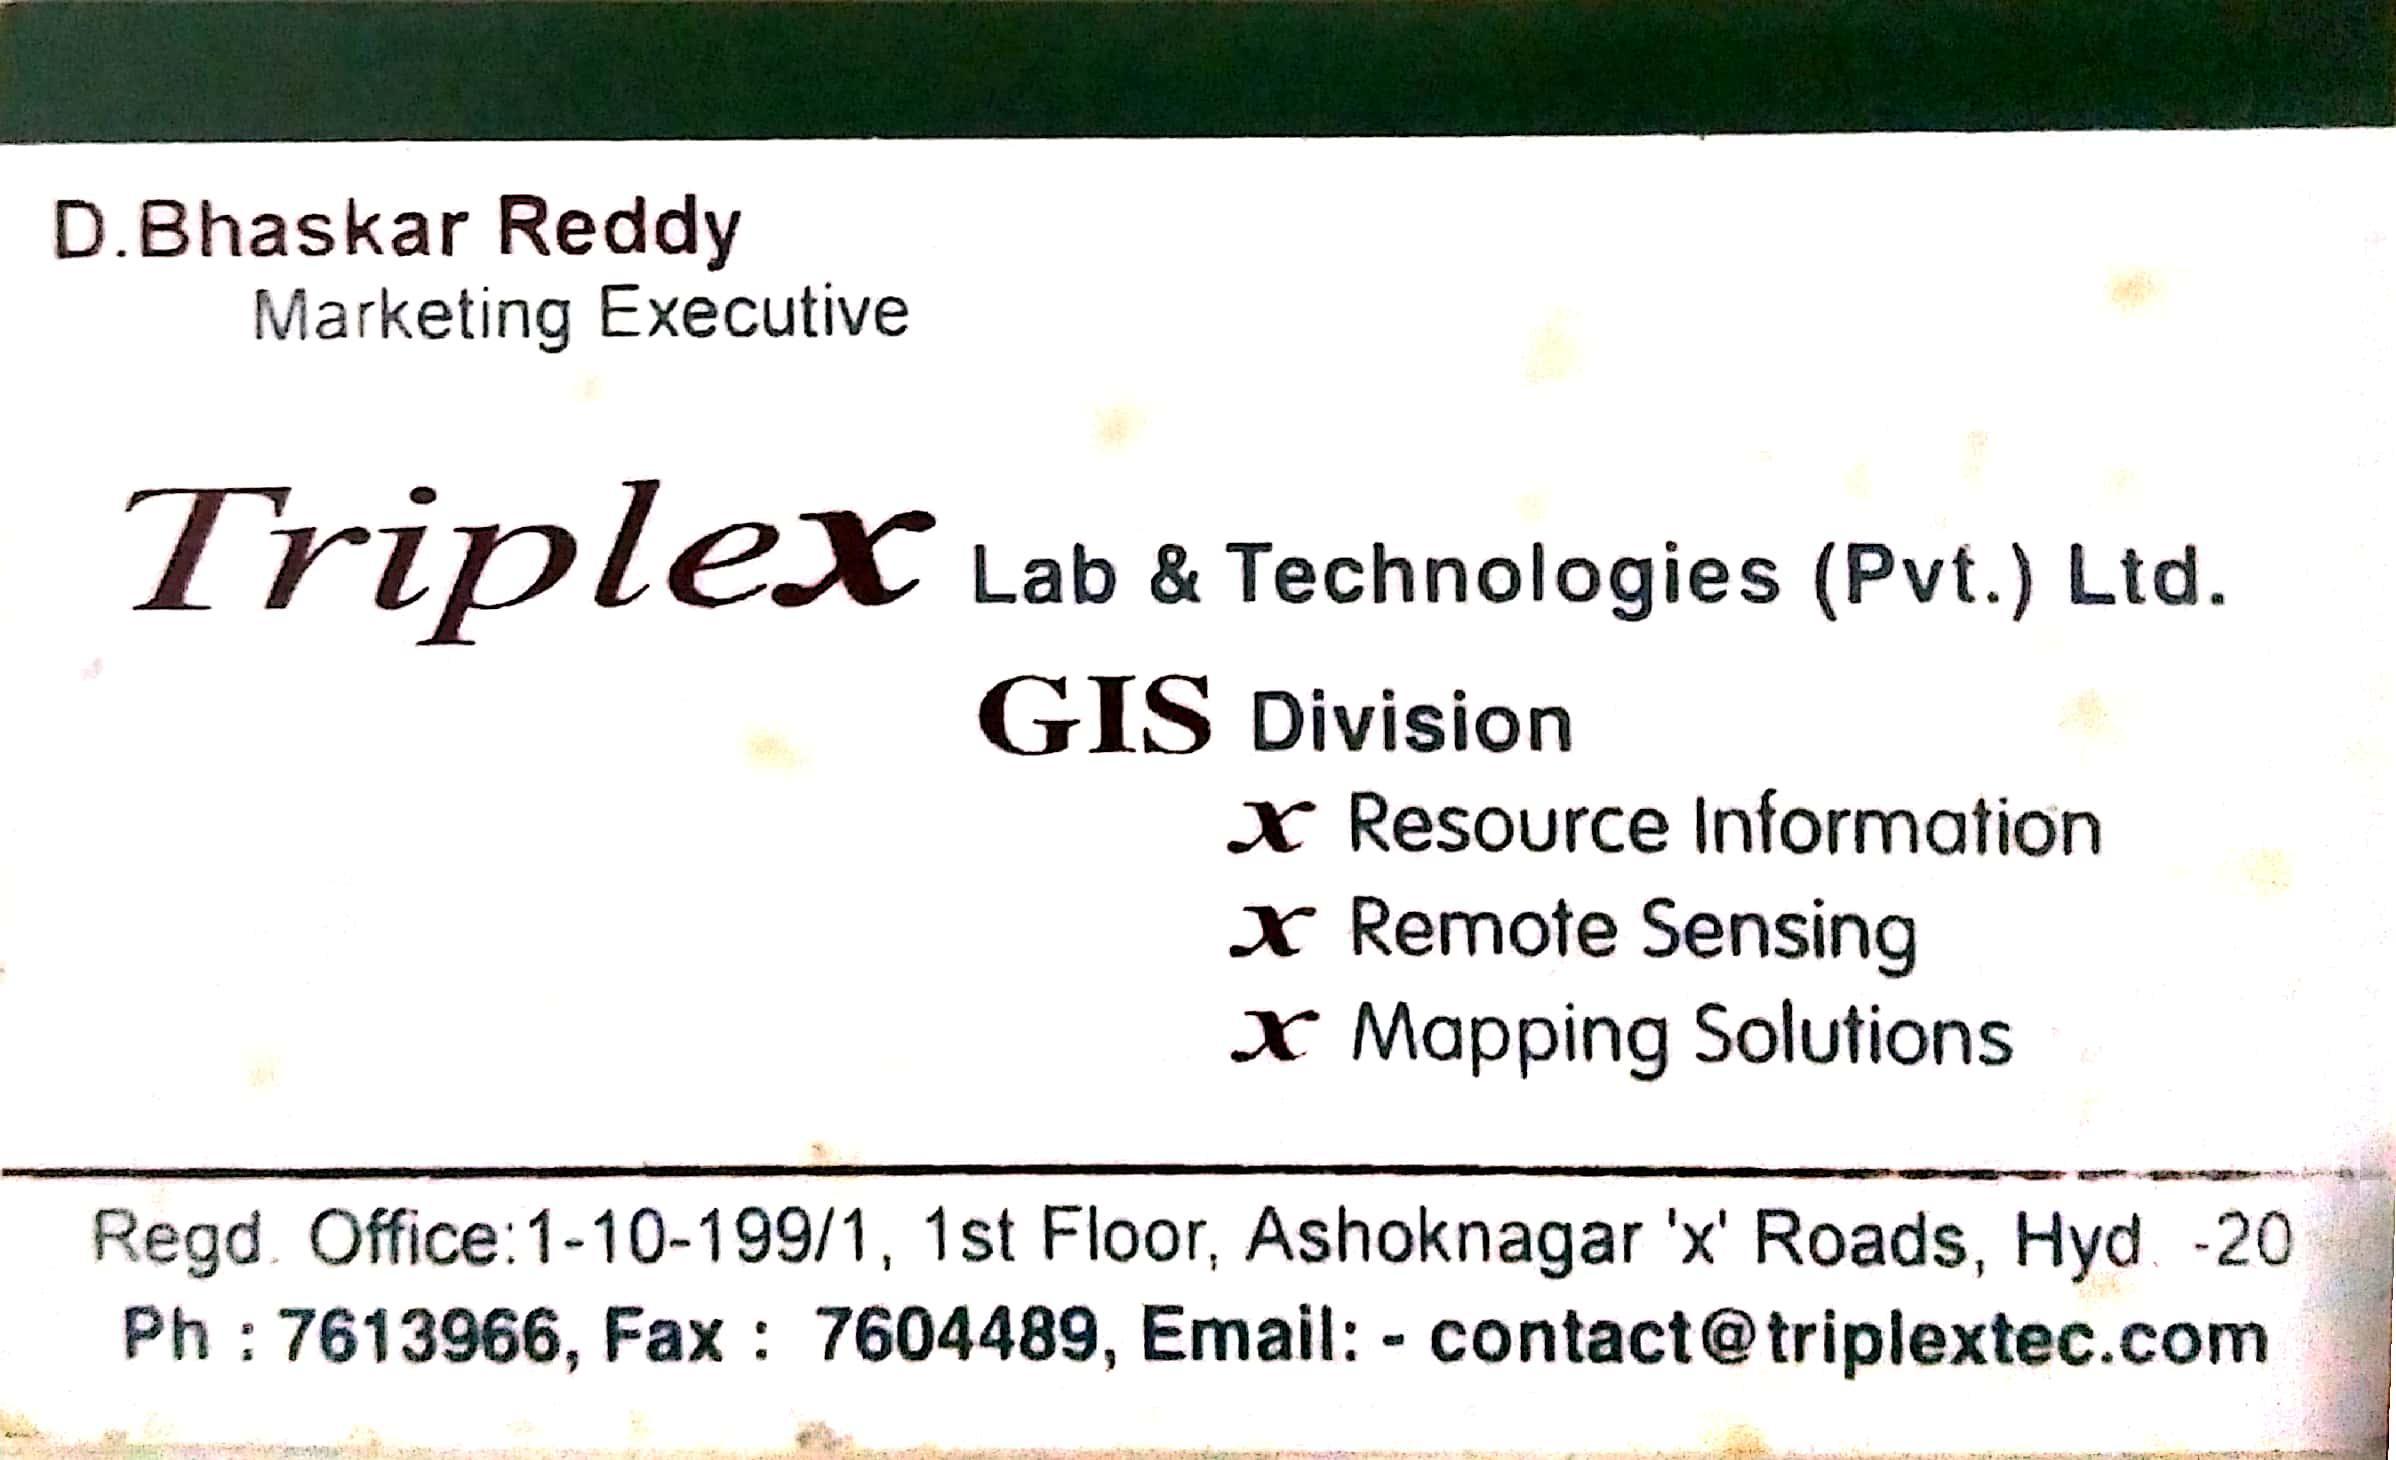 D.Bhaskar Reddy
Marketing Executive
Triplex Lab & Technologies (Pvt.) Ltd.
GIS Division
x Resource Information
x Remote Sensing
x Mapping Solutions
Regd. Office:1-10-199/1, 1st Floor, Ashoknagar 'x' Roads, Hyd. -20
Ph : 7613966, Fax : 7604489, Email: - contact@triplextec.com